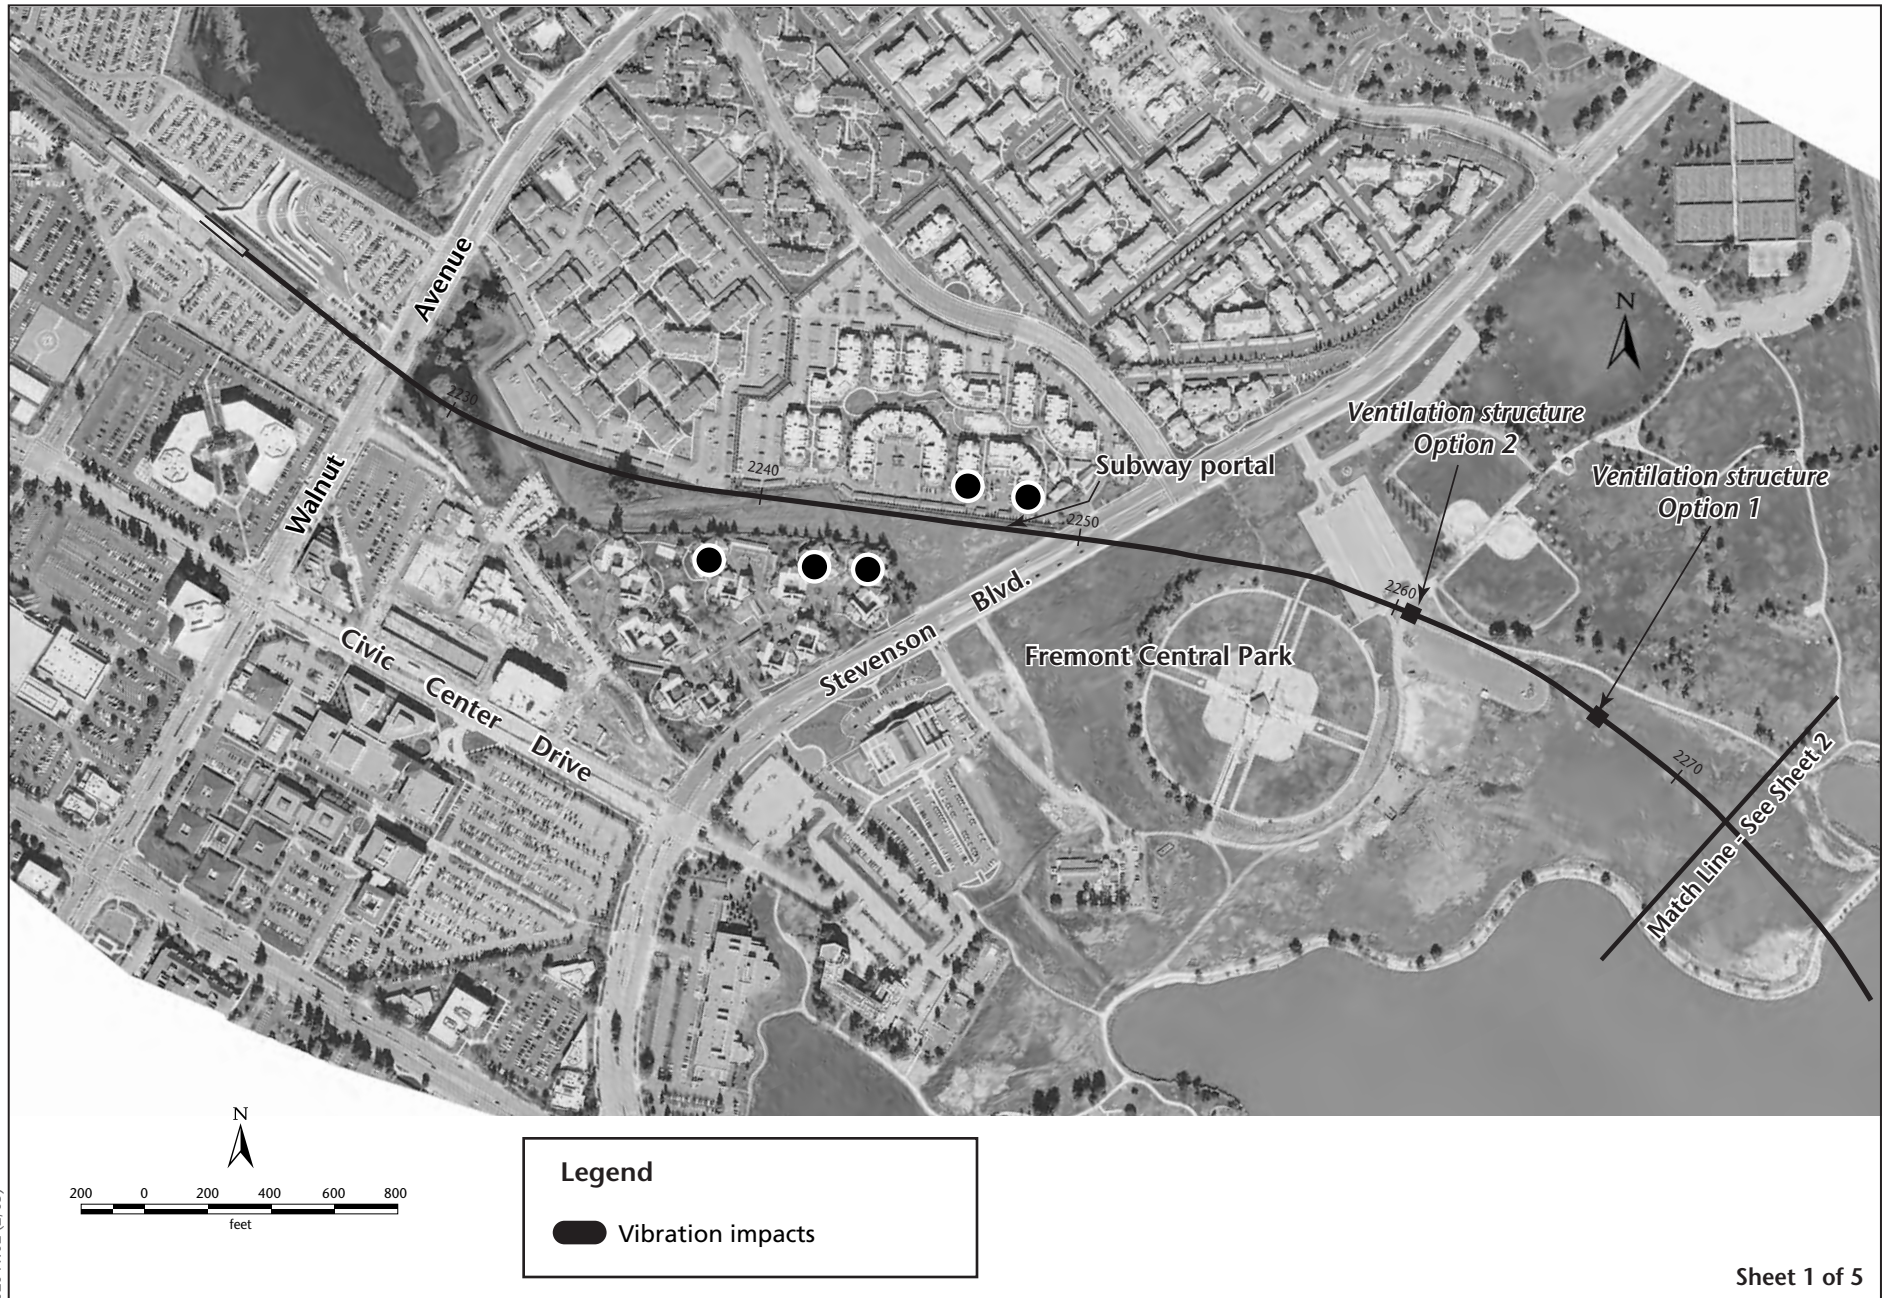 N
Avenue
Walnut
2230
2240
Subway portal
2250
Ventilation structure
Option 2
Ventilation structure
Option 1
2260
2270
Stevenson Blvd.
Fremont Central Park
Civic Center Drive
Match Line - See Sheet 2
N
200 0 200 400 600 800
feet
Legend
Vibration impacts
Sheet 1 of 5